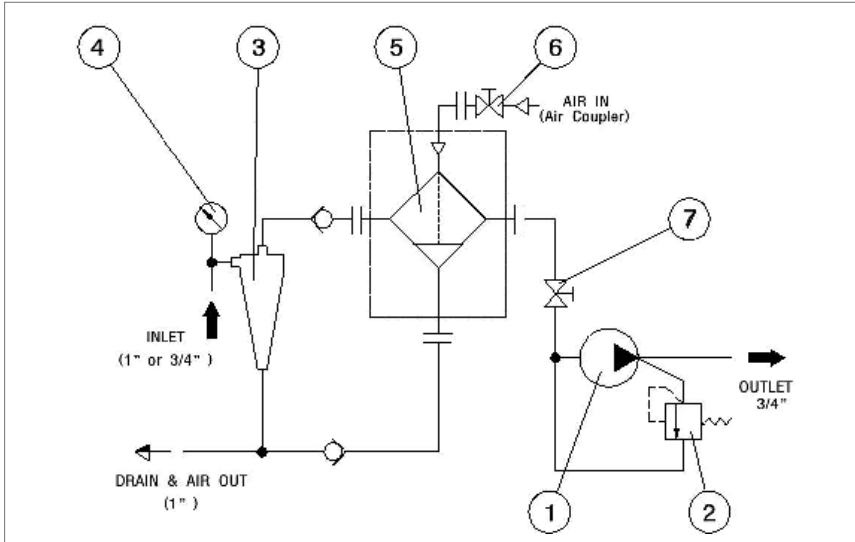 4
3
5
6
AIR IN
(Air Coupler)
7
INLET
(1" or 3/4")
OUTLET
3/4"
DRAIN & AIR OUT
(1")
1
2